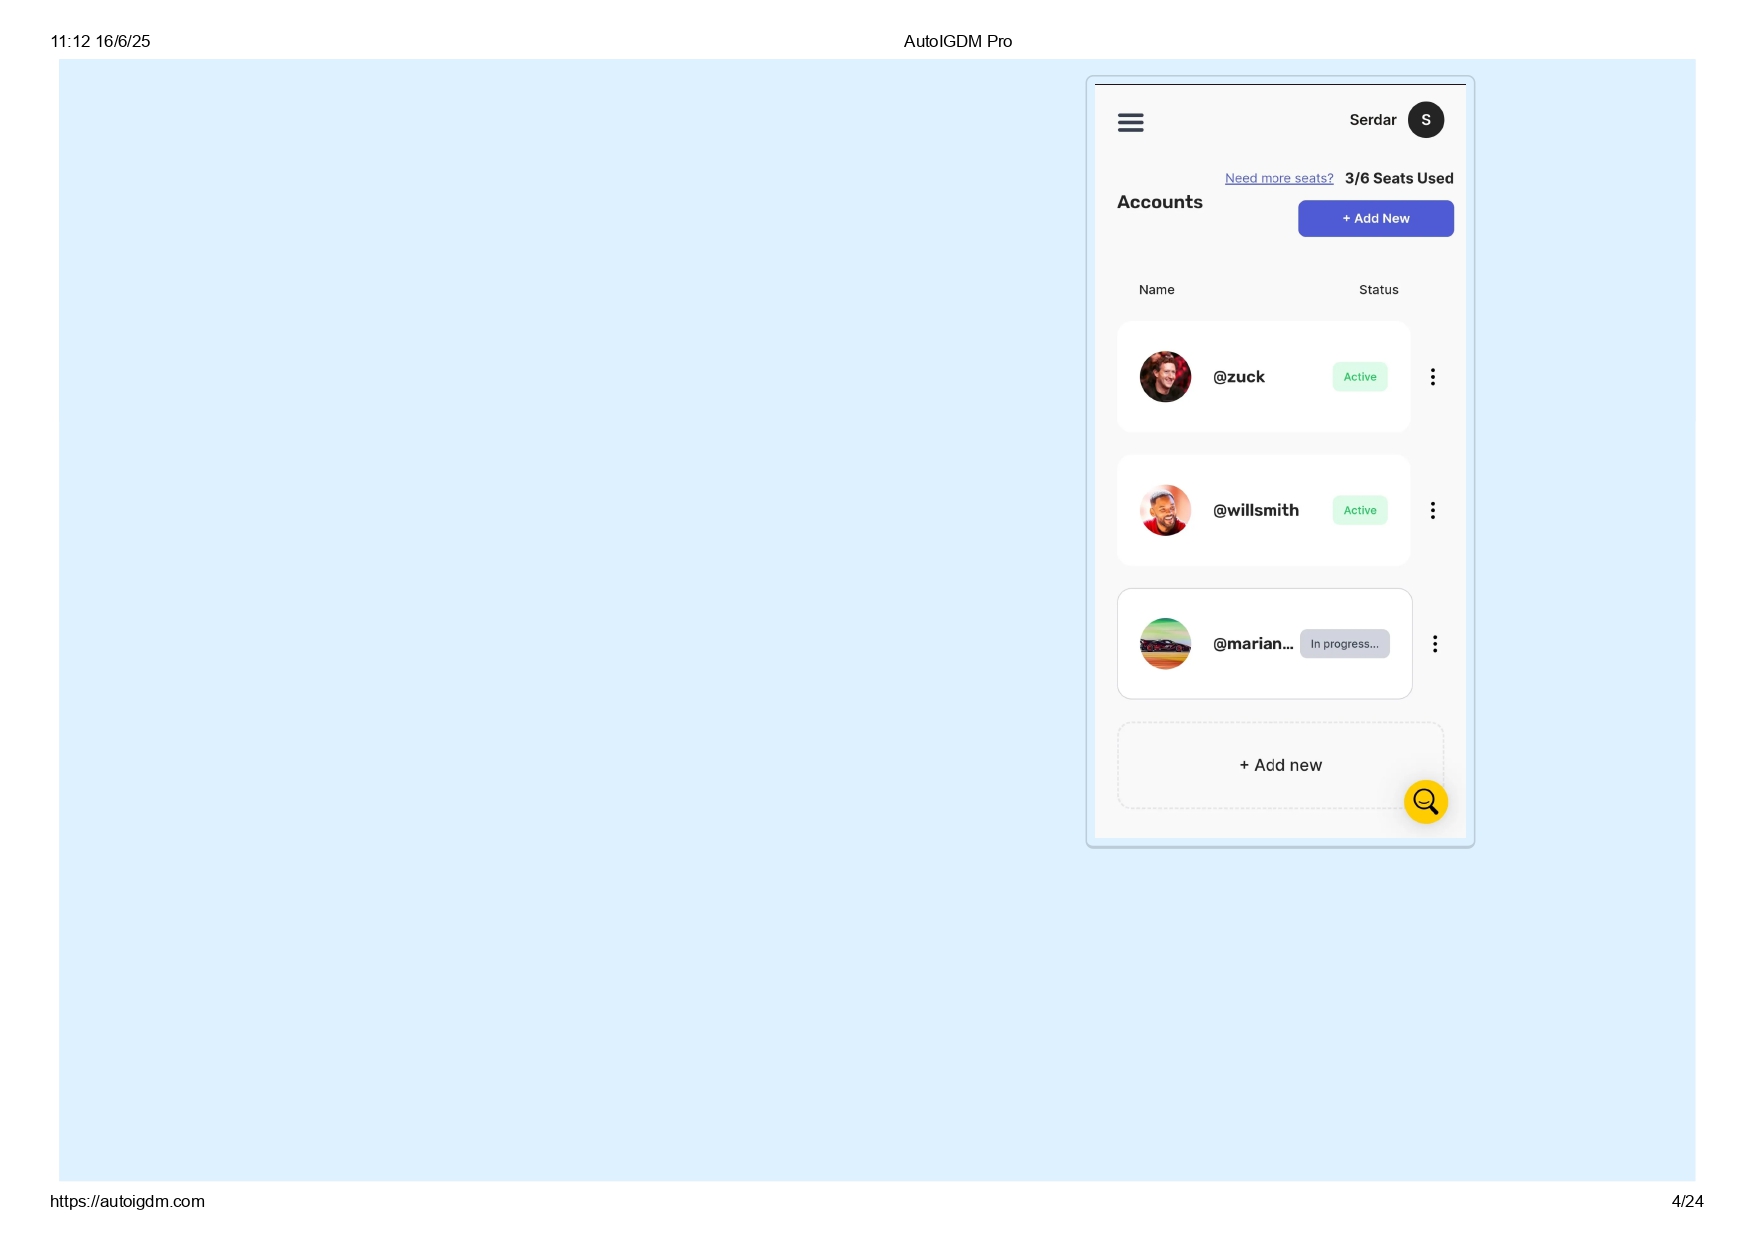 11:12 16/6/25
AutoIGDM Pro
Serdar S
Need more seats? 3/6 Seats Used
Accounts
+ Add New
Name Status
@zuck Active
@willsmith Active
@marian... In progress...
+ Add new
https://autoigdm.com
4/24